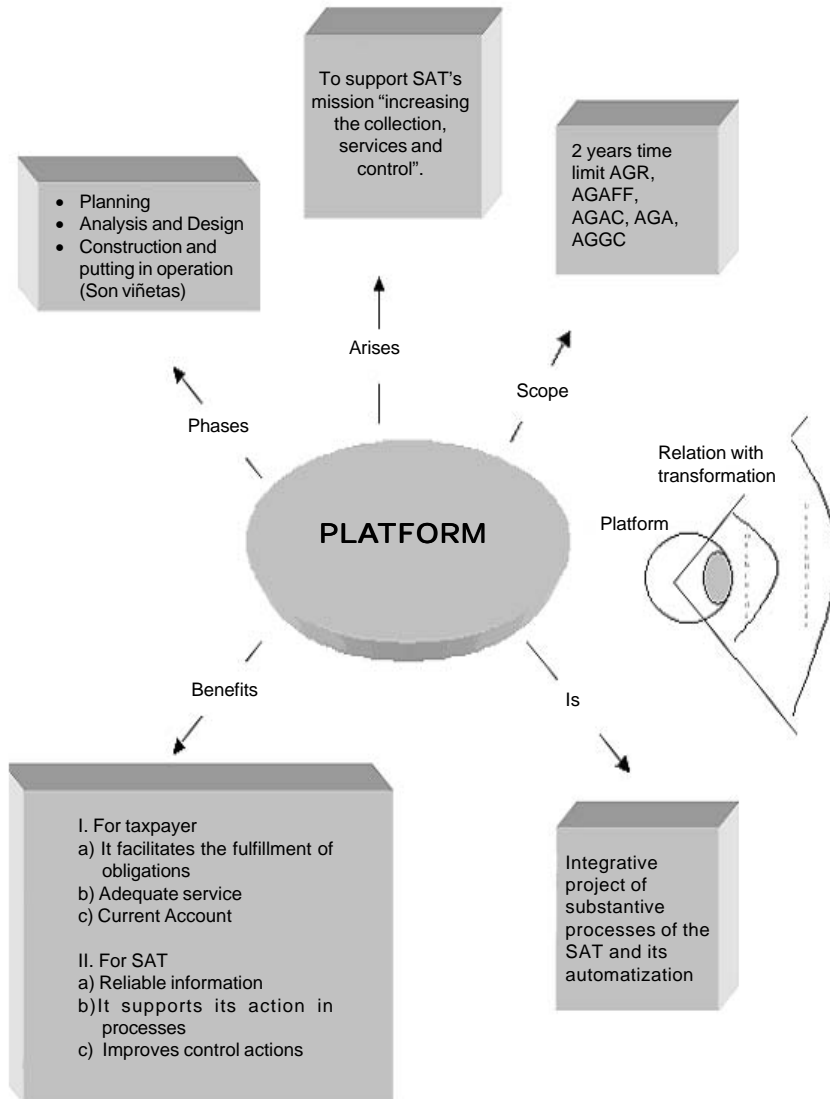 To support SAT's
mission “increasing
the collection,
services and
control”.
2 years time
limit AGR,
AGAFF,
AGAC, AGA,
AGGC
• Planning
• Analysis and Design
• Construction and
putting in operation
(Son viñetas)
Arises
Scope
Phases
Relation with
transformation
Platform
PLATFORM
Benefits
Is
I. For taxpayer
a) It facilitates the fulfillment of
obligations
b) Adequate service
c) Current Account
II. For SAT
a) Reliable information
b)It supports its action in
processes
c) Improves control actions
Integrative
project of
substantive
processes of the
SAT and its
automatization